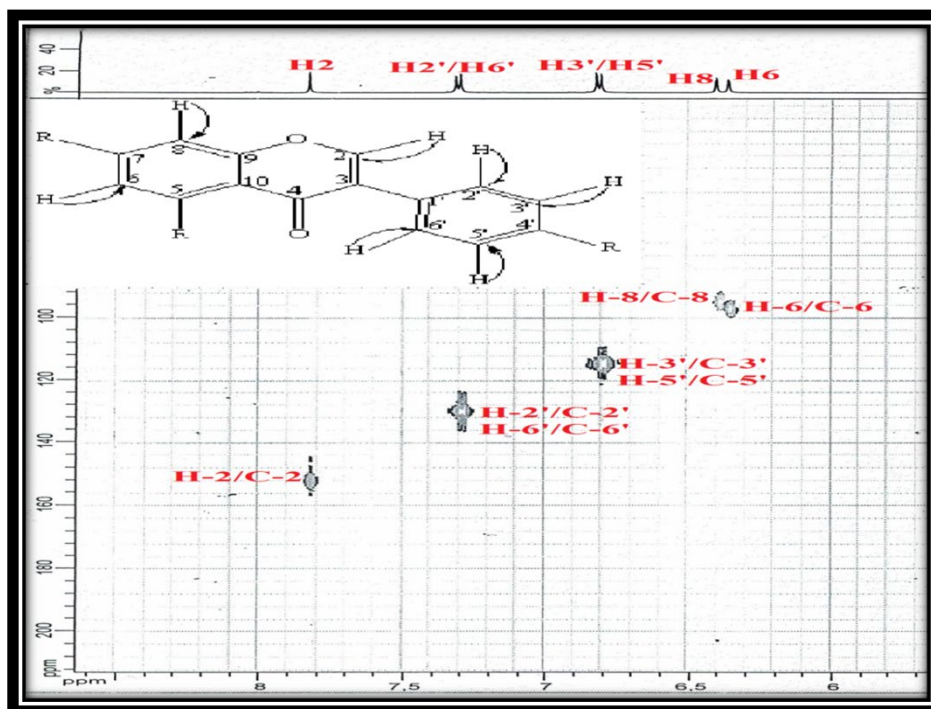 40
20
%
H2
H2'/H6'
H3'/H5'
H8
H6
H
R
8
O
H
7
9
2
H
6
10
3
H
H
5
4
1
2'
3'
R
O
6'
4'
5'
R
H
H
H-8/C-8
H-6/C-6
100
H-3'/C-3'
H-5'/C-5'
120
H-2'/C-2'
H-6'/C-6'
140
H-2/C-2
160
180
200
ppm
ppm
8
7.5
7
6.5
6